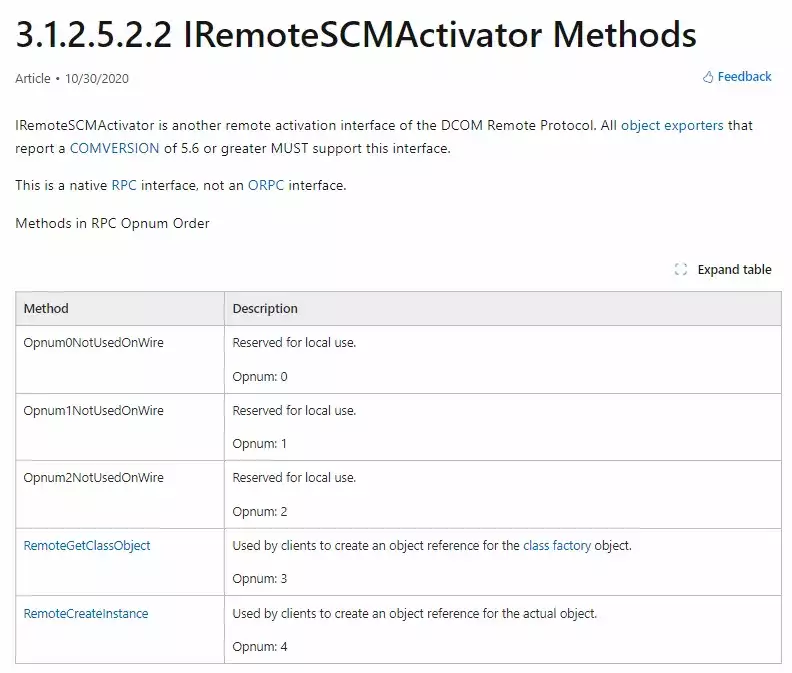 3.1.2.5.2.2 IRemoteSCMActivator Methods
Article • 10/30/2020
Feedback
IRemoteSCMActivator is another remote activation interface of the DCOM Remote Protocol. All object exporters that
report a COMVERSION of 5.6 or greater MUST support this interface.
This is a native RPC interface, not an ORPC interface.
Methods in RPC Opnum Order
Expand table
Method Description
Opnum0NotUsedOnWire Reserved for local use.
Opnum: 0
Opnum1NotUsedOnWire Reserved for local use.
Opnum: 1
Opnum2NotUsedOnWire Reserved for local use.
Opnum: 2
RemoteGetClassObject Used by clients to create an object reference for the class factory object.
Opnum: 3
RemoteCreateInstance Used by clients to create an object reference for the actual object.
Opnum: 4